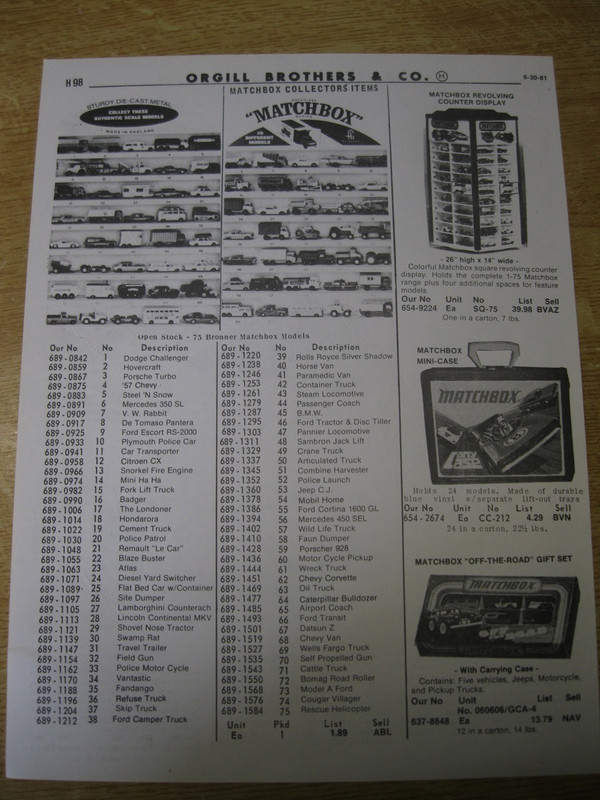 H 98
ORGILL BROTHERS & CO. H
6-30-81
MATCHBOX COLLECTORS ITEMS
STURDY DIE-CAST METAL
COLLECT THESE
AUTHENTIC SCALE MODELS
MADE IN ENGLAND
"MATCHBOX"
75
DIFFERENT
MODELS
Open Stock - 75 Bronner Matchbox Models
Our No No Description
689-0842 1 Dodge Challenger
689-0859 2 Hovercraft
689-0867 3 Porsche Turbo
689-0875 4 '57 Chevy
689-0883 5 Steel 'N Snow
689-0891 6 Mercedes 350 SL
689-0909 7 V. W. Rabbit
689-0917 8 De Tomaso Pantera
689-0925 9 Ford Escort RS-2000
689-0933 10 Plymouth Police Car
689-0941 11 Car Transporter
689-0958 12 Citroen CX
689-0966 13 Snorkel Fire Engine
689-0974 14 Mini Ha Ha
689-0982 15 Fork Lift Truck
689-0990 16 Badger
689-1006 17 The Londoner
689-1014 18 Hondarora
689-1022 19 Cement Truck
689-1030 20 Police Patrol
689-1048 21 Remault "Le Car"
689-1055 22 Blaze Buster
689-1063 23 Atlas
689-1071 24 Diesel Yard Switcher
689-1089 25 Flat Bed Car w/Container
689-1097 26 Site Dumper
689-1105 27 Lamborghini Counterach
689-1113 28 Lincoln Continental MKV
689-1121 29 Shovel Nose Tractor
689-1139 30 Swamp Rat
689-1147 31 Travel Trailer
689-1154 32 Field Gun
689-1162 33 Police Motor Cycle
689-1170 34 Vantastic
689-1188 35 Fandango
689-1196 36 Refuse Truck
689-1204 37 Skip Truck
689-1212 38 Ford Camper Truck
Our No No Description
689-1220 39 Rolls Royce Silver Shadow
689-1238 40 Horse Van
689-1246 41 Paramedic Van
689-1253 42 Container Truck
689-1261 43 Steam Locomotive
689-1279 44 Passenger Coach
689-1287 45 B.M.W.
689-1295 46 Ford Tractor & Disc Tiller
689-1303 47 Pannier Locomotive
689-1311 48 Sambron Jack Lift
689-1329 49 Crane Truck
689-1337 50 Articulated Truck
689-1345 51 Combine Harvester
689-1352 52 Police Launch
689-1360 53 Jeep C.J.
689-1378 54 Mobil Home
689-1386 55 Ford Cortina 1600 GL
689-1394 56 Mercedes 450 SEL
689-1402 57 Wild Life Truck
689-1410 58 Faun Dumper
689-1428 59 Porscher 928
689-1436 60 Motor Cycle Pickup
689-1444 61 Wreck Truck
689-1451 62 Chevy Corvette
689-1469 63 Oil Truck
689-1477 64 Caterpillar Bulldozer
689-1485 65 Airport Coach
689-1493 66 Ford Transit
689-1501 67 Datsun Z
689-1519 68 Chevy Van
689-1527 69 Wells Fargo Truck
689-1535 70 Self Propelled Gun
689-1543 71 Cattle Truck
689-1550 72 Bomag Road Roller
689-1568 73 Model A Ford
689-1576 74 Cougar Villager
689-1584 75 Rescue Helicopter
Unit Pkd List Sell
Ea 1 1.89 ABL
MATCHBOX REVOLVING
COUNTER DISPLAY
- 26" high x 14" wide -
Colorful Matchbox square revolving counter
display. Holds the complete 1-75 Matchbox
range plus four additional spaces for feature
models.
Our No Unit No List Sell
654-9224 Ea SQ-75 39.98 BVAZ
One in a carton, 7 lbs.
MATCHBOX
MINI-CASE
MATCHBOX
Holds 24 models. Made of durable
blue vinyl w/separate lift-out trays
Our No Unit No List Sell
654-2674 Ea CC-212 4.29 BVN
24 in a carton, 22½ lbs.
MATCHBOX "OFF-THE-ROAD" GIFT SET
MATCHBOX
- With Carrying Case -
Contains: Five vehicles, Jeeps, Motorcycle,
and Pickup Trucks.
Our No Unit List Sell
No. 060606/GCA-4
637-8848 Ea 13.79 NAV
12 in a carton, 14 lbs.